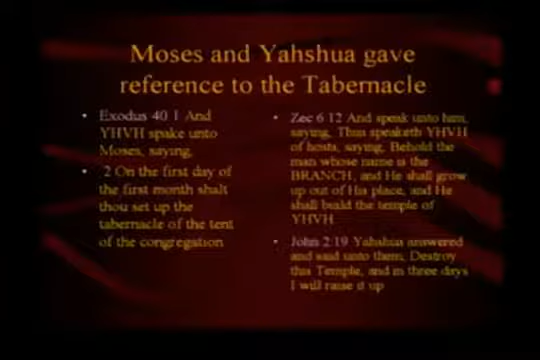 Moses and Yahshua gave
reference to the Tabernacle
• Exodus 40 1 And
YHVH spake unto
Moses, saying,
• 2 On the first day of
the first month shalt
thou set up the
tabernacle of the tent
of the congregation
• Zec 6 12 And speak unto him,
saying, Thus speaketh YHVH
of hosts, saying, Behold the
man whose name is the
BRANCH, and He shall grow
up out of His place, and He
shall build the temple of
YHVH
• John 2:19 Yahshua answered
and said unto them, Destroy
this Temple, and in three days
I will raise it up